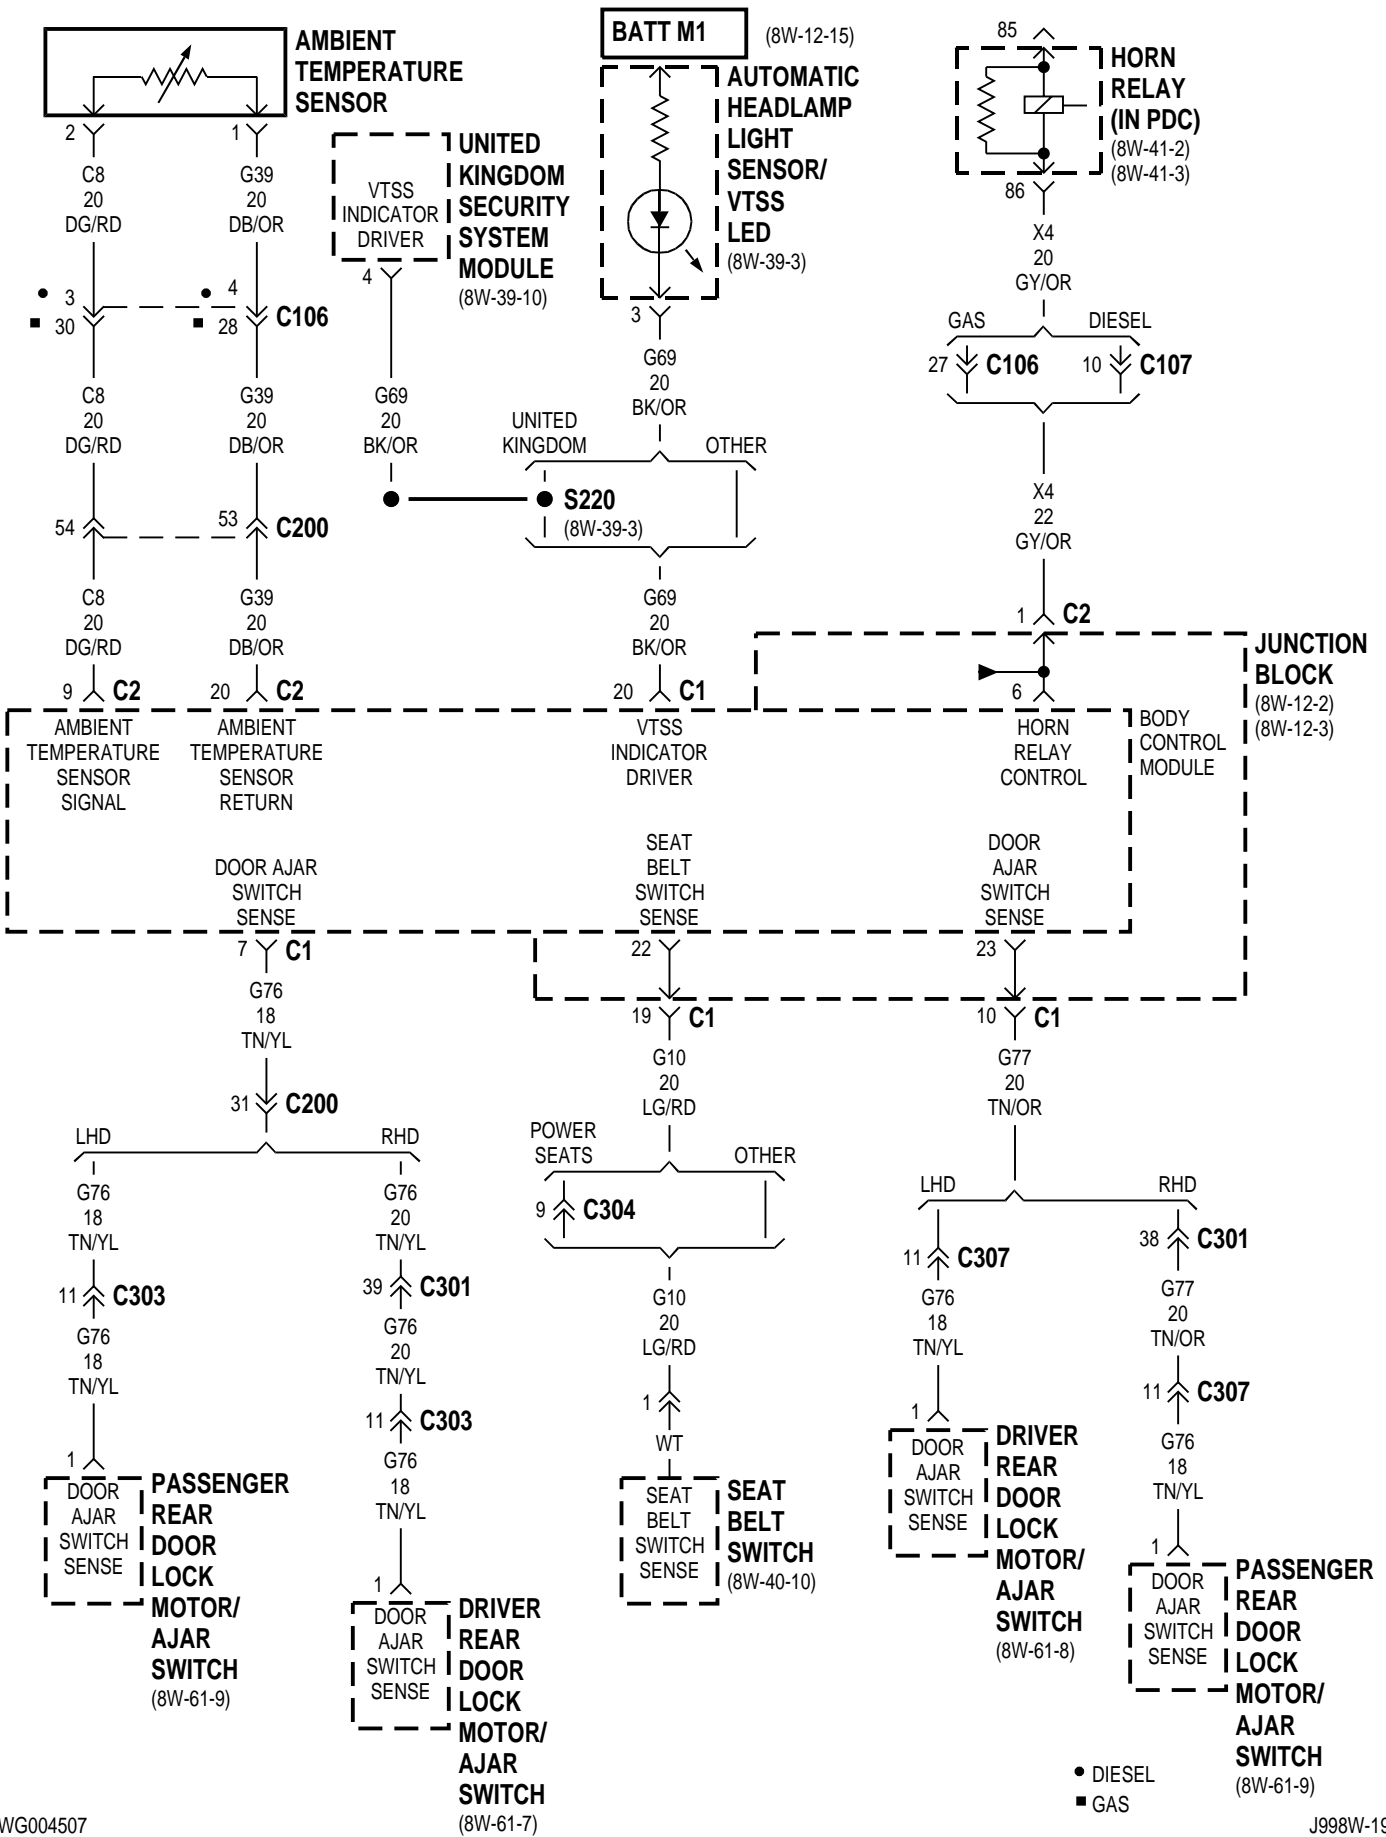 AMBIENT
TEMPERATURE
SENSOR
2
1
C8
20
DG/RD
G39
20
DB/OR
3
30
4
28
C106
C8
20
DG/RD
G39
20
DB/OR
54
53
C200
C8
20
DG/RD
G39
20
DB/OR
9
C2
20
C2
UNITED
KINGDOM
SECURITY
SYSTEM
MODULE
(8W-39-10)
VTSS
INDICATOR
DRIVER
4
G69
20
BK/OR
BATT M1
(8W-12-15)
AUTOMATIC
HEADLAMP
LIGHT
SENSOR/
VTSS
LED
(8W-39-3)
3
G69
20
BK/OR
UNITED
KINGDOM
OTHER
S220
(8W-39-3)
G69
20
BK/OR
20
C1
85
HORN
RELAY
(IN PDC)
(8W-41-2)
(8W-41-3)
86
X4
20
GY/OR
GAS
DIESEL
27
C106
10
C107
X4
22
GY/OR
1
C2
JUNCTION
BLOCK
(8W-12-2)
(8W-12-3)
6
BODY
CONTROL
MODULE
AMBIENT
TEMPERATURE
SENSOR
SIGNAL
AMBIENT
TEMPERATURE
SENSOR
RETURN
VTSS
INDICATOR
DRIVER
HORN
RELAY
CONTROL
DOOR AJAR
SWITCH
SENSE
SEAT
BELT
SWITCH
SENSE
DOOR
AJAR
SWITCH
SENSE
7
C1
G76
18
TN/YL
31
C200
LHD
RHD
G76
18
TN/YL
11
C303
G76
18
TN/YL
1
DOOR
AJAR
SWITCH
SENSE
PASSENGER
REAR
DOOR
LOCK
MOTOR/
AJAR
SWITCH
(8W-61-9)
G76
20
TN/YL
39
C301
G76
20
TN/YL
11
C303
G76
18
TN/YL
1
DOOR
AJAR
SWITCH
SENSE
DRIVER
REAR
DOOR
LOCK
MOTOR/
AJAR
SWITCH
(8W-61-7)
22
19
C1
G10
20
LG/RD
POWER
SEATS
OTHER
9
C304
G10
20
LG/RD
1
WT
SEAT
BELT
SWITCH
SENSE
SEAT
BELT
SWITCH
(8W-40-10)
23
10
C1
G77
20
TN/OR
LHD
RHD
11
C307
G76
18
TN/YL
1
DOOR
AJAR
SWITCH
SENSE
DRIVER
REAR
DOOR
LOCK
MOTOR/
AJAR
SWITCH
(8W-61-8)
38
C301
G77
20
TN/OR
11
C307
G76
18
TN/YL
1
DOOR
AJAR
SWITCH
SENSE
PASSENGER
REAR
DOOR
LOCK
MOTOR/
AJAR
SWITCH
(8W-61-9)
DIESEL
GAS
WG004507
J998W-19